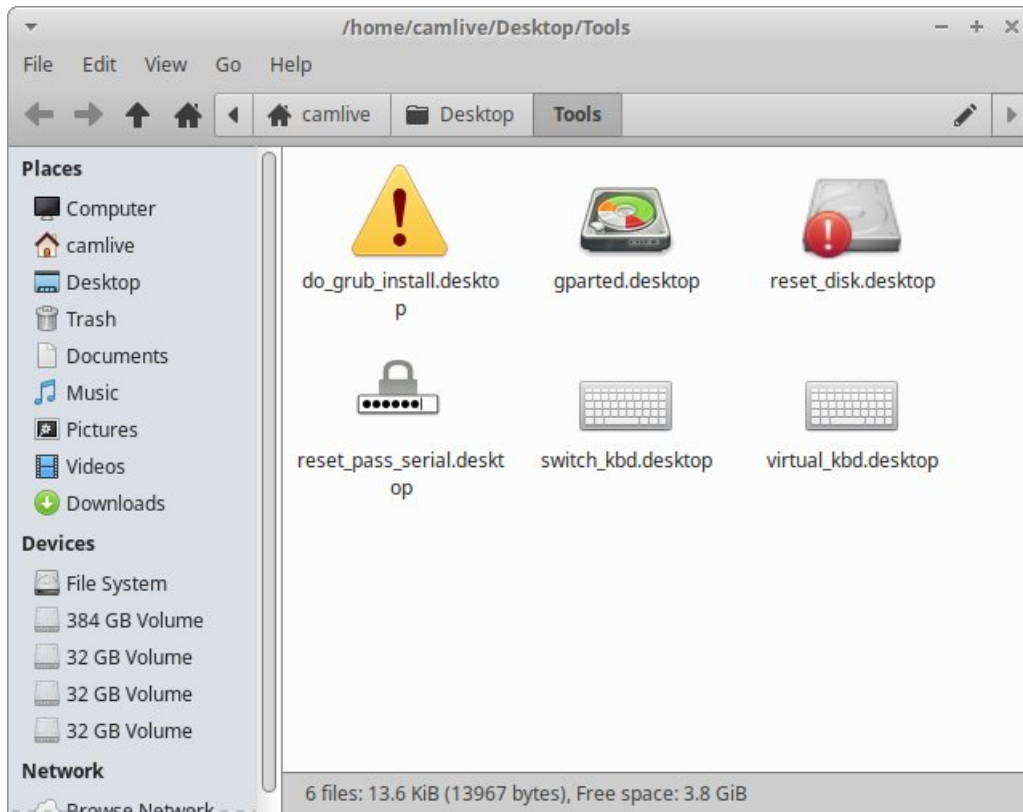 /home/camlive/Desktop/Tools
File Edit View Go Help
camlive Desktop Tools
Places
Computer
camlive
Desktop
Trash
Documents
Music
Pictures
Videos
Downloads
Devices
File System
384 GB Volume
32 GB Volume
32 GB Volume
32 GB Volume
Network
Browse Network
do_grub_install.deskto
p
gparted.desktop
reset_disk.desktop
reset_pass_serial.deskt
op
switch_kbd.desktop
virtual_kbd.desktop
6 files: 13.6 KiB (13967 bytes), Free space: 3.8 GiB